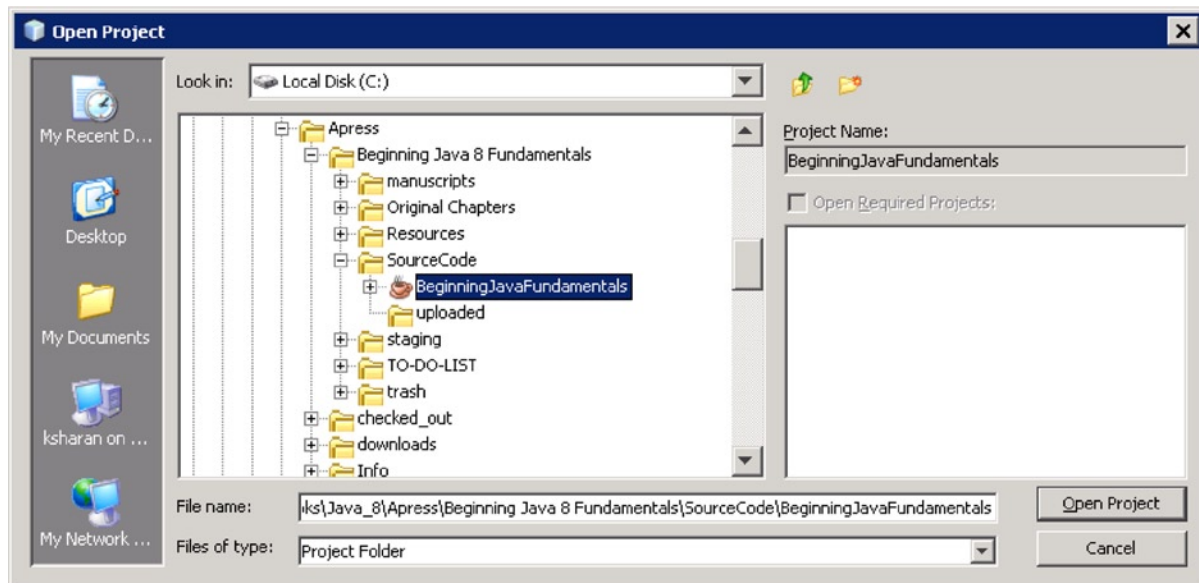 Open Project
Look in:
Local Disk (C:)
My Recent D...
Desktop
My Documents
ksharan on ...
My Network ...
Apress
Beginning Java 8 Fundamentals
manuscripts
Original Chapters
Resources
SourceCode
BeginningJavaFundamentals
uploaded
staging
TO-DO-LIST
trash
checked_out
downloads
Info
Project Name:
BeginningJavaFundamentals
Open Required Projects:
File name:
ks\Java_8\Apress\Beginning Java 8 Fundamentals\SourceCode\BeginningJavaFundamentals
Open Project
Files of type:
Project Folder
Cancel